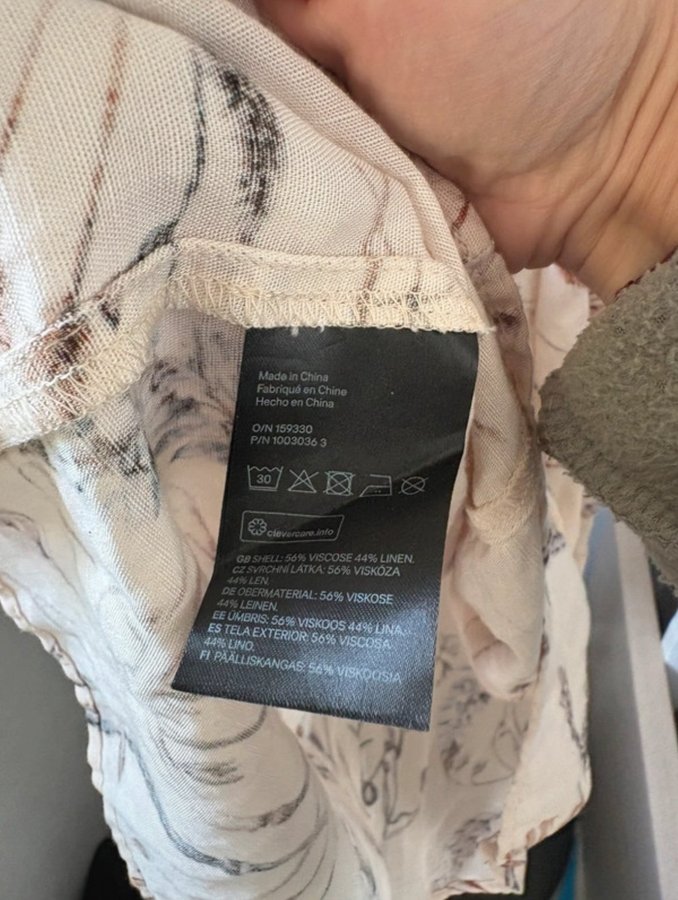 Made in China
Fabriqué en Chine
Hecho en China
O/N 159330
P/N 1003036 3
30
clevercare.info
GB SHELL: 56% VISCOSE 44% LINEN.
CZ SVRCHNÍ LÁTKA: 56% VISKÓZA
44% LEN.
DE OBERMATERIAL: 56% VISKOSE
44% LEINEN.
EE ÜMBRIS: 56% VISKOOS 44% LINA.
ES TELA EXTERIOR: 56% VISCOSA
44% LINO.
FI PÄÄLLISKANGAS: 56% VISKOOSIA